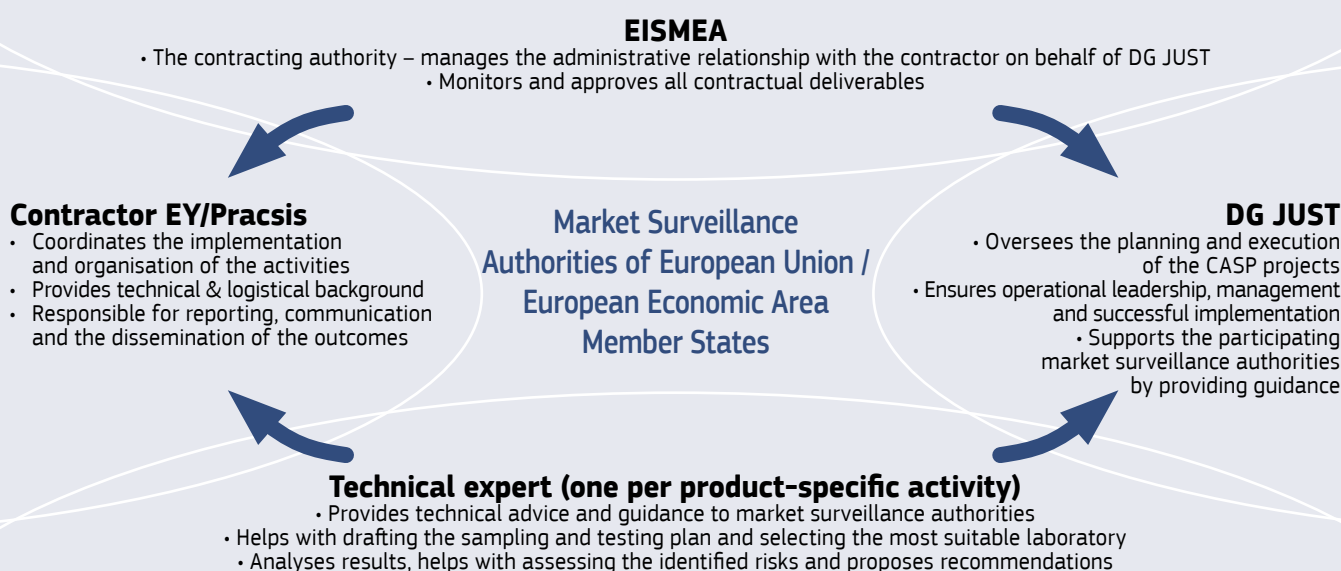 EISMEA
• The contracting authority – manages the administrative relationship with the contractor on behalf of DG JUST
• Monitors and approves all contractual deliverables
Contractor EY/Pracsis
• Coordinates the implementation
and organisation of the activities
• Provides technical & logistical background
• Responsible for reporting, communication
and the dissemination of the outcomes
Market Surveillance
Authorities of European Union /
European Economic Area
Member States
DG JUST
• Oversees the planning and execution
of the CASP projects
• Ensures operational leadership, management
and successful implementation
• Supports the participating
market surveillance authorities
by providing guidance
Technical expert (one per product-specific activity)
• Provides technical advice and guidance to market surveillance authorities
• Helps with drafting the sampling and testing plan and selecting the most suitable laboratory
• Analyses results, helps with assessing the identified risks and proposes recommendations